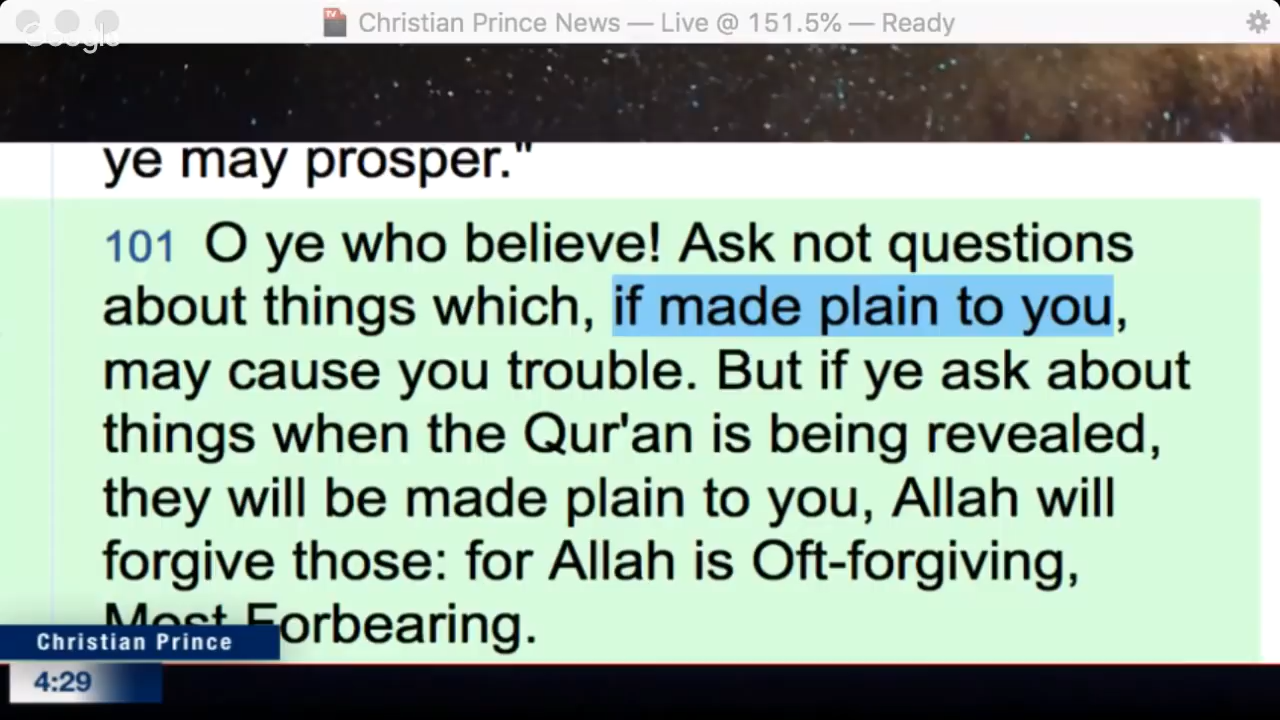 Christian Prince News — Live @ 151.5% — Ready
Google
ye may prosper."
101 O ye who believe! Ask not questions
about things which, if made plain to you,
may cause you trouble. But if ye ask about
things when the Qur'an is being revealed,
they will be made plain to you, Allah will
forgive those: for Allah is Oft-forgiving,
Most Forbearing.
Christian Prince
4:29